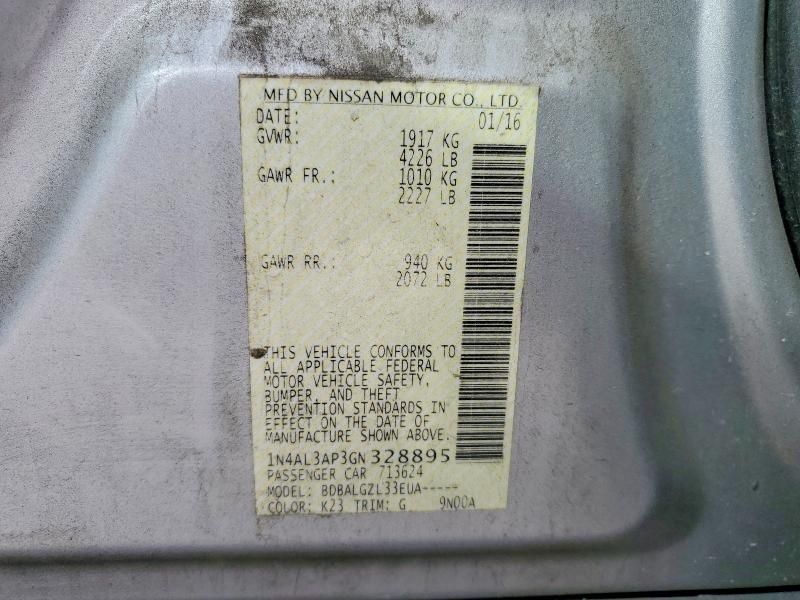 MFD BY NISSAN MOTOR CO., LTD.
DATE: 01/16
GVWR: 1917 KG
4226 LB
GAWR FR.: 1010 KG
2227 LB
GAWR RR.: 940 KG
2072 LB
THIS VEHICLE CONFORMS TO
ALL APPLICABLE FEDERAL
MOTOR VEHICLE SAFETY,
BUMPER, AND THEFT
PREVENTION STANDARDS IN
EFFECT ON THE DATE OF
MANUFACTURE SHOWN ABOVE.
1N4AL3AP3GN328895
PASSENGER CAR 713624
MODEL: BDBALGZL33EUA-----
COLOR: K23 TRIM: G 9N00A